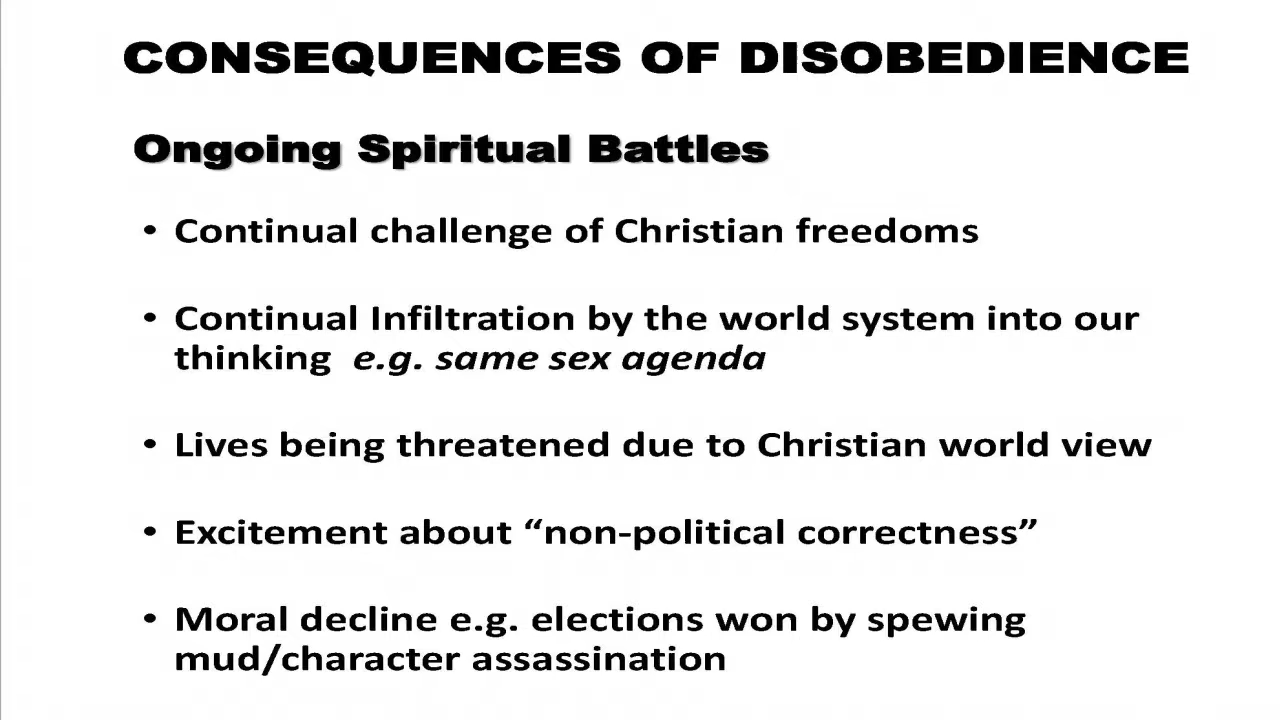 CONSEQUENCES OF DISOBEDIENCE
Ongoing Spiritual Battles
• Continual challenge of Christian freedoms
• Continual Infiltration by the world system into our
thinking e.g. same sex agenda
• Lives being threatened due to Christian world view
• Excitement about “non-political correctness”
• Moral decline e.g. elections won by spewing
mud/character assassination